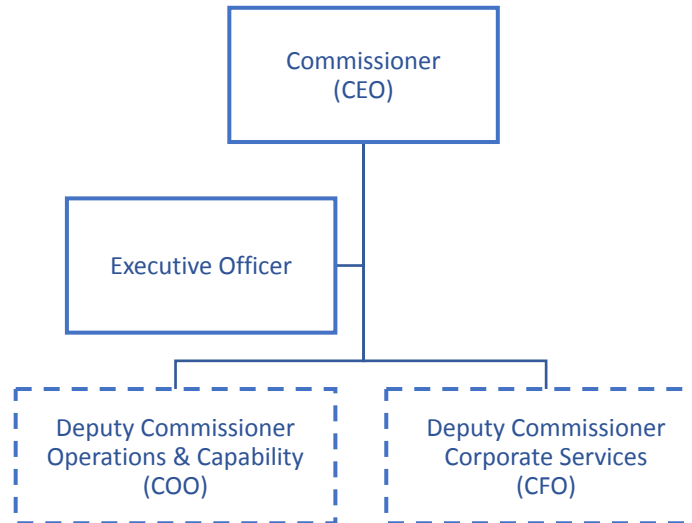 Commissioner
(CEO)
Executive Officer
Deputy Commissioner
Operations & Capability
(COO)
Deputy Commissioner
Corporate Services
(CFO)